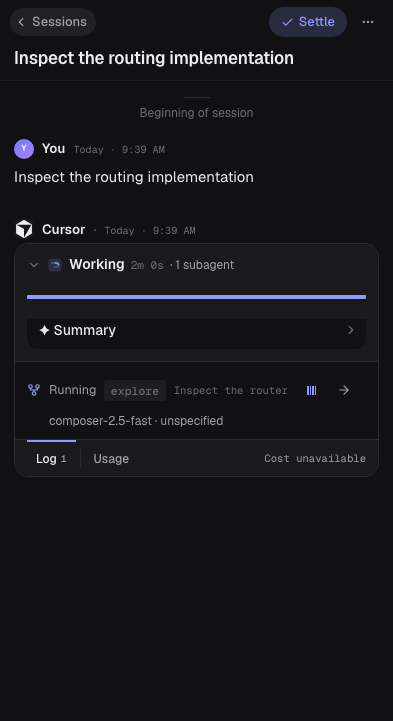 Sessions
Settle
Inspect the routing implementation
Beginning of session
Y You Today · 9:39 AM
Inspect the routing implementation
Cursor · Today · 9:39 AM
Working 2m 0s · 1 subagent
Summary
Running explore Inspect the router
composer-2.5-fast · unspecified
Log 1 Usage Cost unavailable